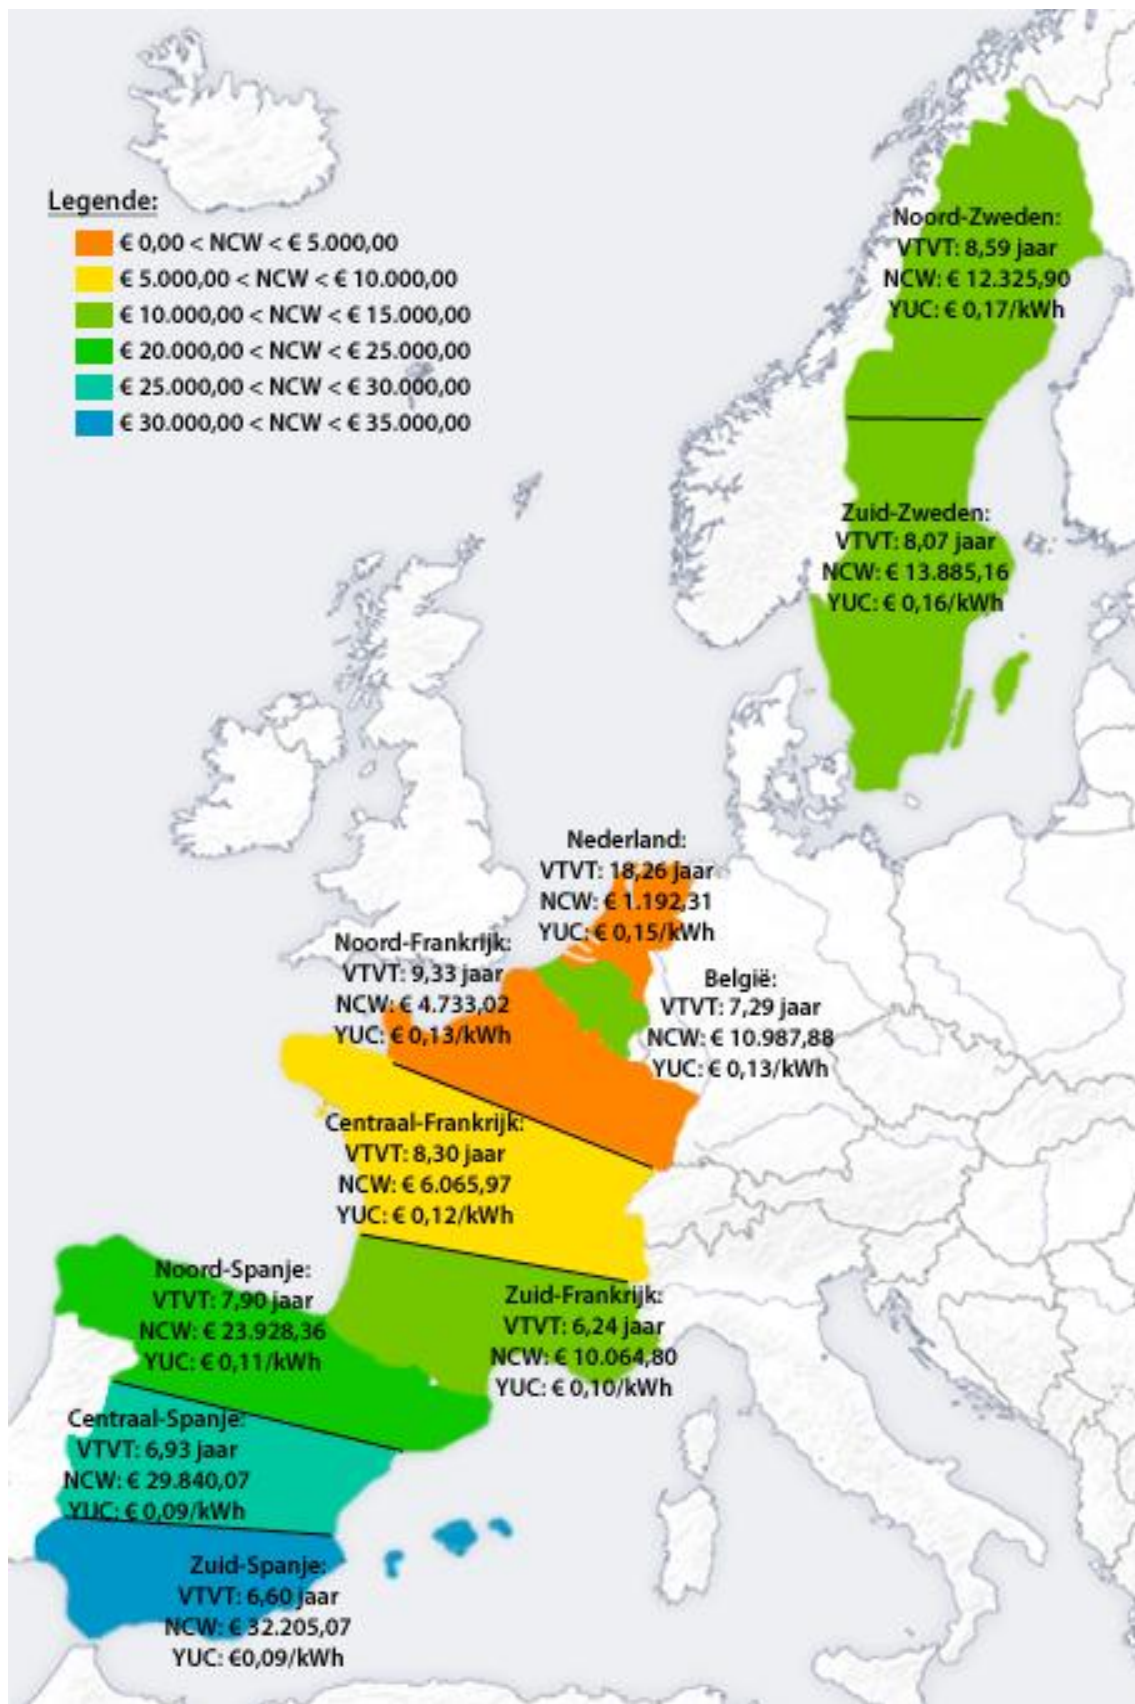 Legende:
€ 0,00 < NCW < € 5.000,00
€ 5.000,00 < NCW < € 10.000,00
€ 10.000,00 < NCW < € 15.000,00
€ 20.000,00 < NCW < € 25.000,00
€ 25.000,00 < NCW < € 30.000,00
€ 30.000,00 < NCW < € 35.000,00
Noord-Zweden:
VTVT: 8,59 jaar
NCW: € 12.325,90
YUC: € 0,17/kWh
Zuid-Zweden:
VTVT: 8,07 jaar
NCW: € 13.885,16
YUC: € 0,16/kWh
Nederland:
VTVT: 18,26 jaar
NCW: € 1.192,31
YUC: € 0,15/kWh
Noord-Frankrijk:
VTVT: 9,33 jaar
NCW: € 4.733,02
YUC: € 0,13/kWh
België:
VTVT: 7,29 jaar
NCW: € 10.987,88
YUC: € 0,13/kWh
Centraal-Frankrijk:
VTVT: 8,30 jaar
NCW: € 6.065,97
YUC: € 0,12/kWh
Noord-Spanje:
VTVT: 7,90 jaar
NCW: € 23.928,36
YUC: € 0,11/kWh
Zuid-Frankrijk:
VTVT: 6,24 jaar
NCW: € 10.064,80
YUC: € 0,10/kWh
Centraal-Spanje:
VTVT: 6,93 jaar
NCW: € 29.840,07
YUC: € 0,09/kWh
Zuid-Spanje:
VTVT: 6,60 jaar
NCW: € 32.205,07
YUC: €0,09/kWh